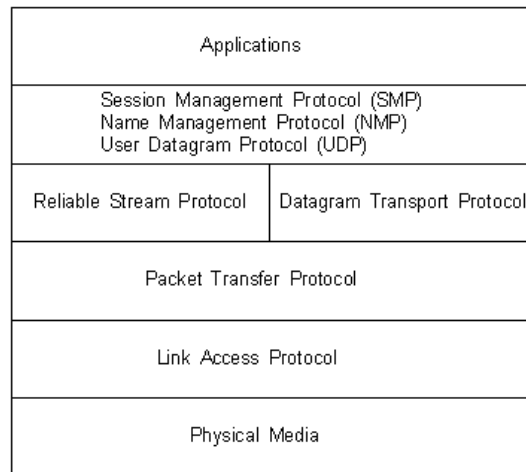 Applications
Session Management Protocol (SMP)
Name Management Protocol (NMP)
User Datagram Protocol (UDP)
Reliable Stream Protocol
Datagram Transport Protocol
Packet Transfer Protocol
Link Access Protocol
Physical Media